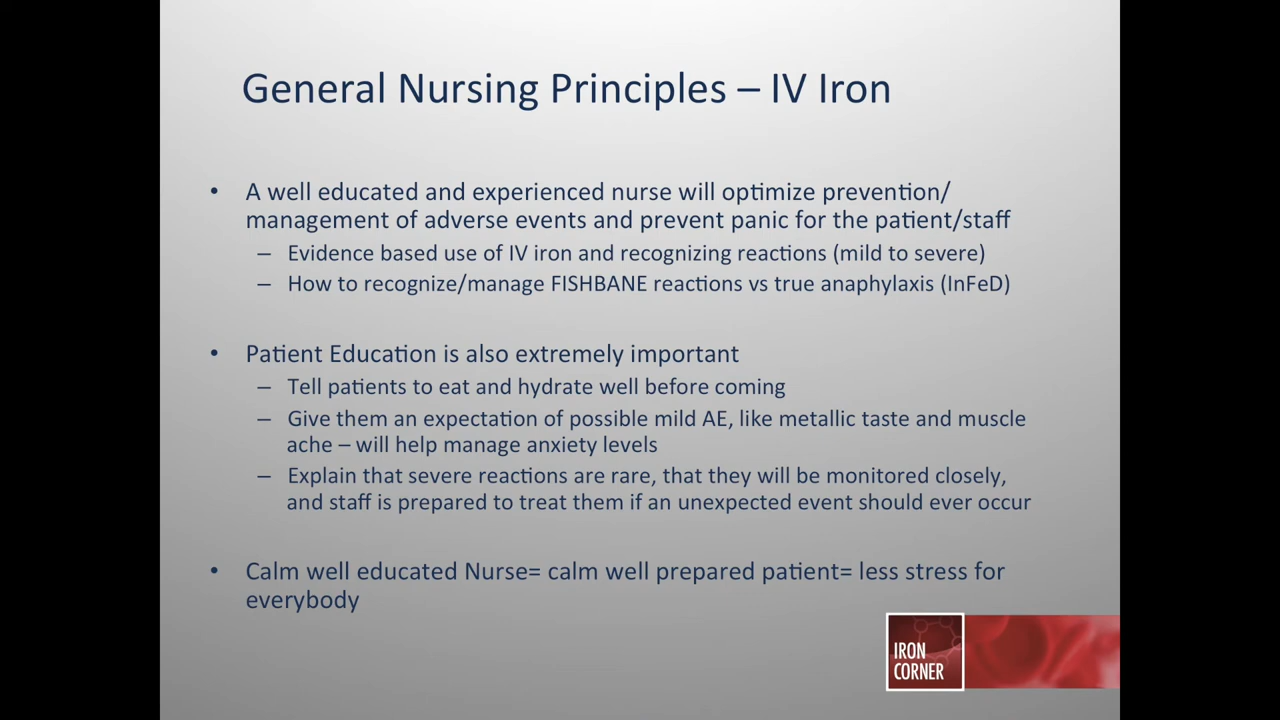 General Nursing Principles – IV Iron
• A well educated and experienced nurse will optimize prevention/
management of adverse events and prevent panic for the patient/staff
– Evidence based use of IV iron and recognizing reactions (mild to severe)
– How to recognize/manage FISHBANE reactions vs true anaphylaxis (InFeD)
• Patient Education is also extremely important
– Tell patients to eat and hydrate well before coming
– Give them an expectation of possible mild AE, like metallic taste and muscle
ache – will help manage anxiety levels
– Explain that severe reactions are rare, that they will be monitored closely,
and staff is prepared to treat them if an unexpected event should ever occur
• Calm well educated Nurse= calm well prepared patient= less stress for
everybody
IRON
CORNER